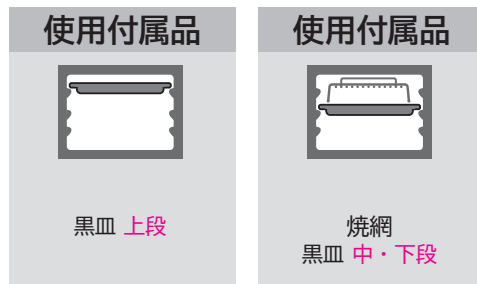 使用付属品
黒皿 上段
使用付属品
焼網
黒皿 中・下段